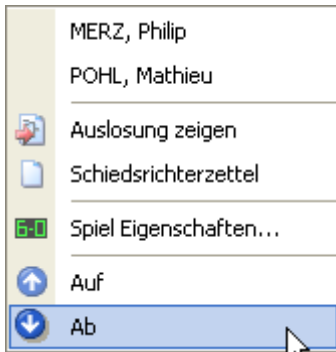 MERZ, Philip
POHL, Mathieu
Auslosung zeigen
Schiedsrichterzettel
6-0 Spiel Eigenschaften...
Auf
Ab